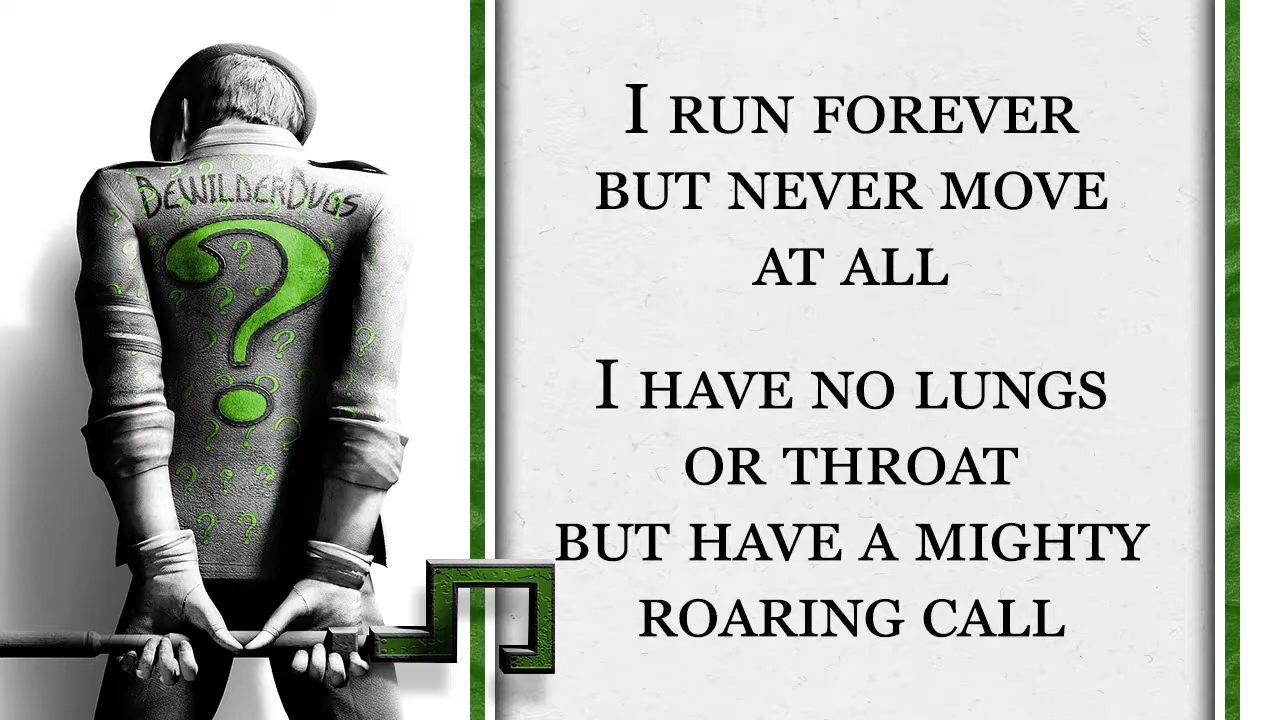 BEWILDERBUGS
I RUN FOREVER
BUT NEVER MOVE
AT ALL
I HAVE NO LUNGS
OR THROAT
BUT HAVE A MIGHTY
ROARING CALL